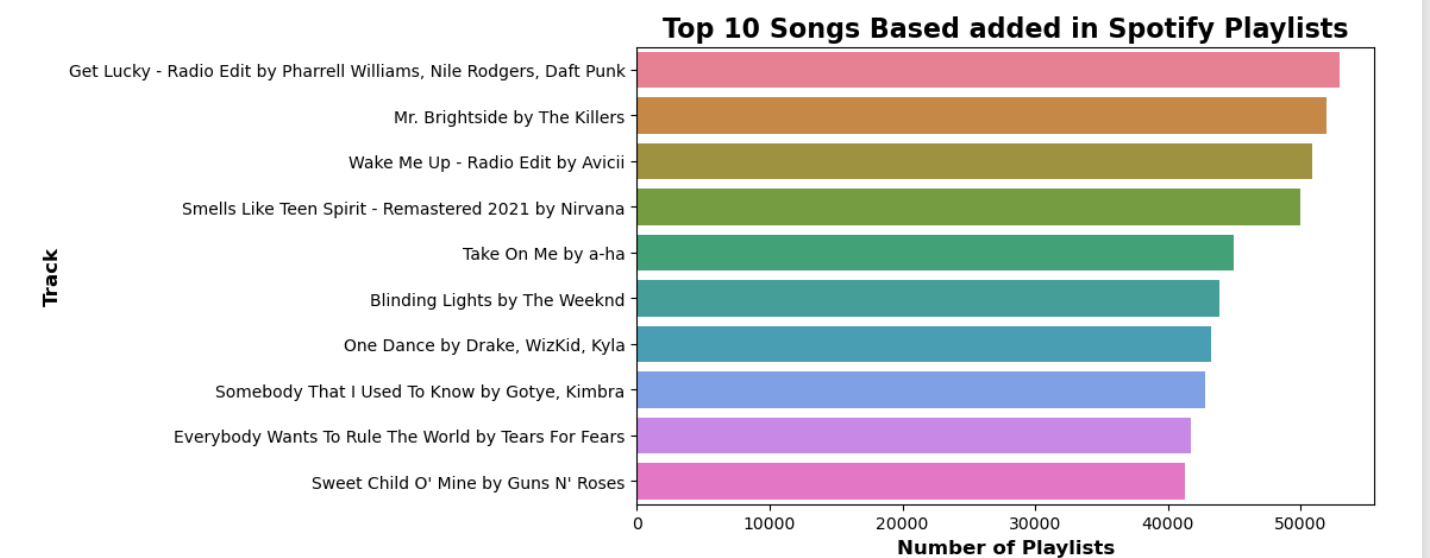 Top 10 Songs Based added in Spotify Playlists
Get Lucky - Radio Edit by Pharrell Williams, Nile Rodgers, Daft Punk
Mr. Brightside by The Killers
Wake Me Up - Radio Edit by Avicii
Smells Like Teen Spirit - Remastered 2021 by Nirvana
Take On Me by a-ha
Blinding Lights by The Weeknd
One Dance by Drake, WizKid, Kyla
Somebody That I Used To Know by Gotye, Kimbra
Everybody Wants To Rule The World by Tears For Fears
Sweet Child O' Mine by Guns N' Roses
Track
0 10000 20000 30000 40000 50000
Number of Playlists